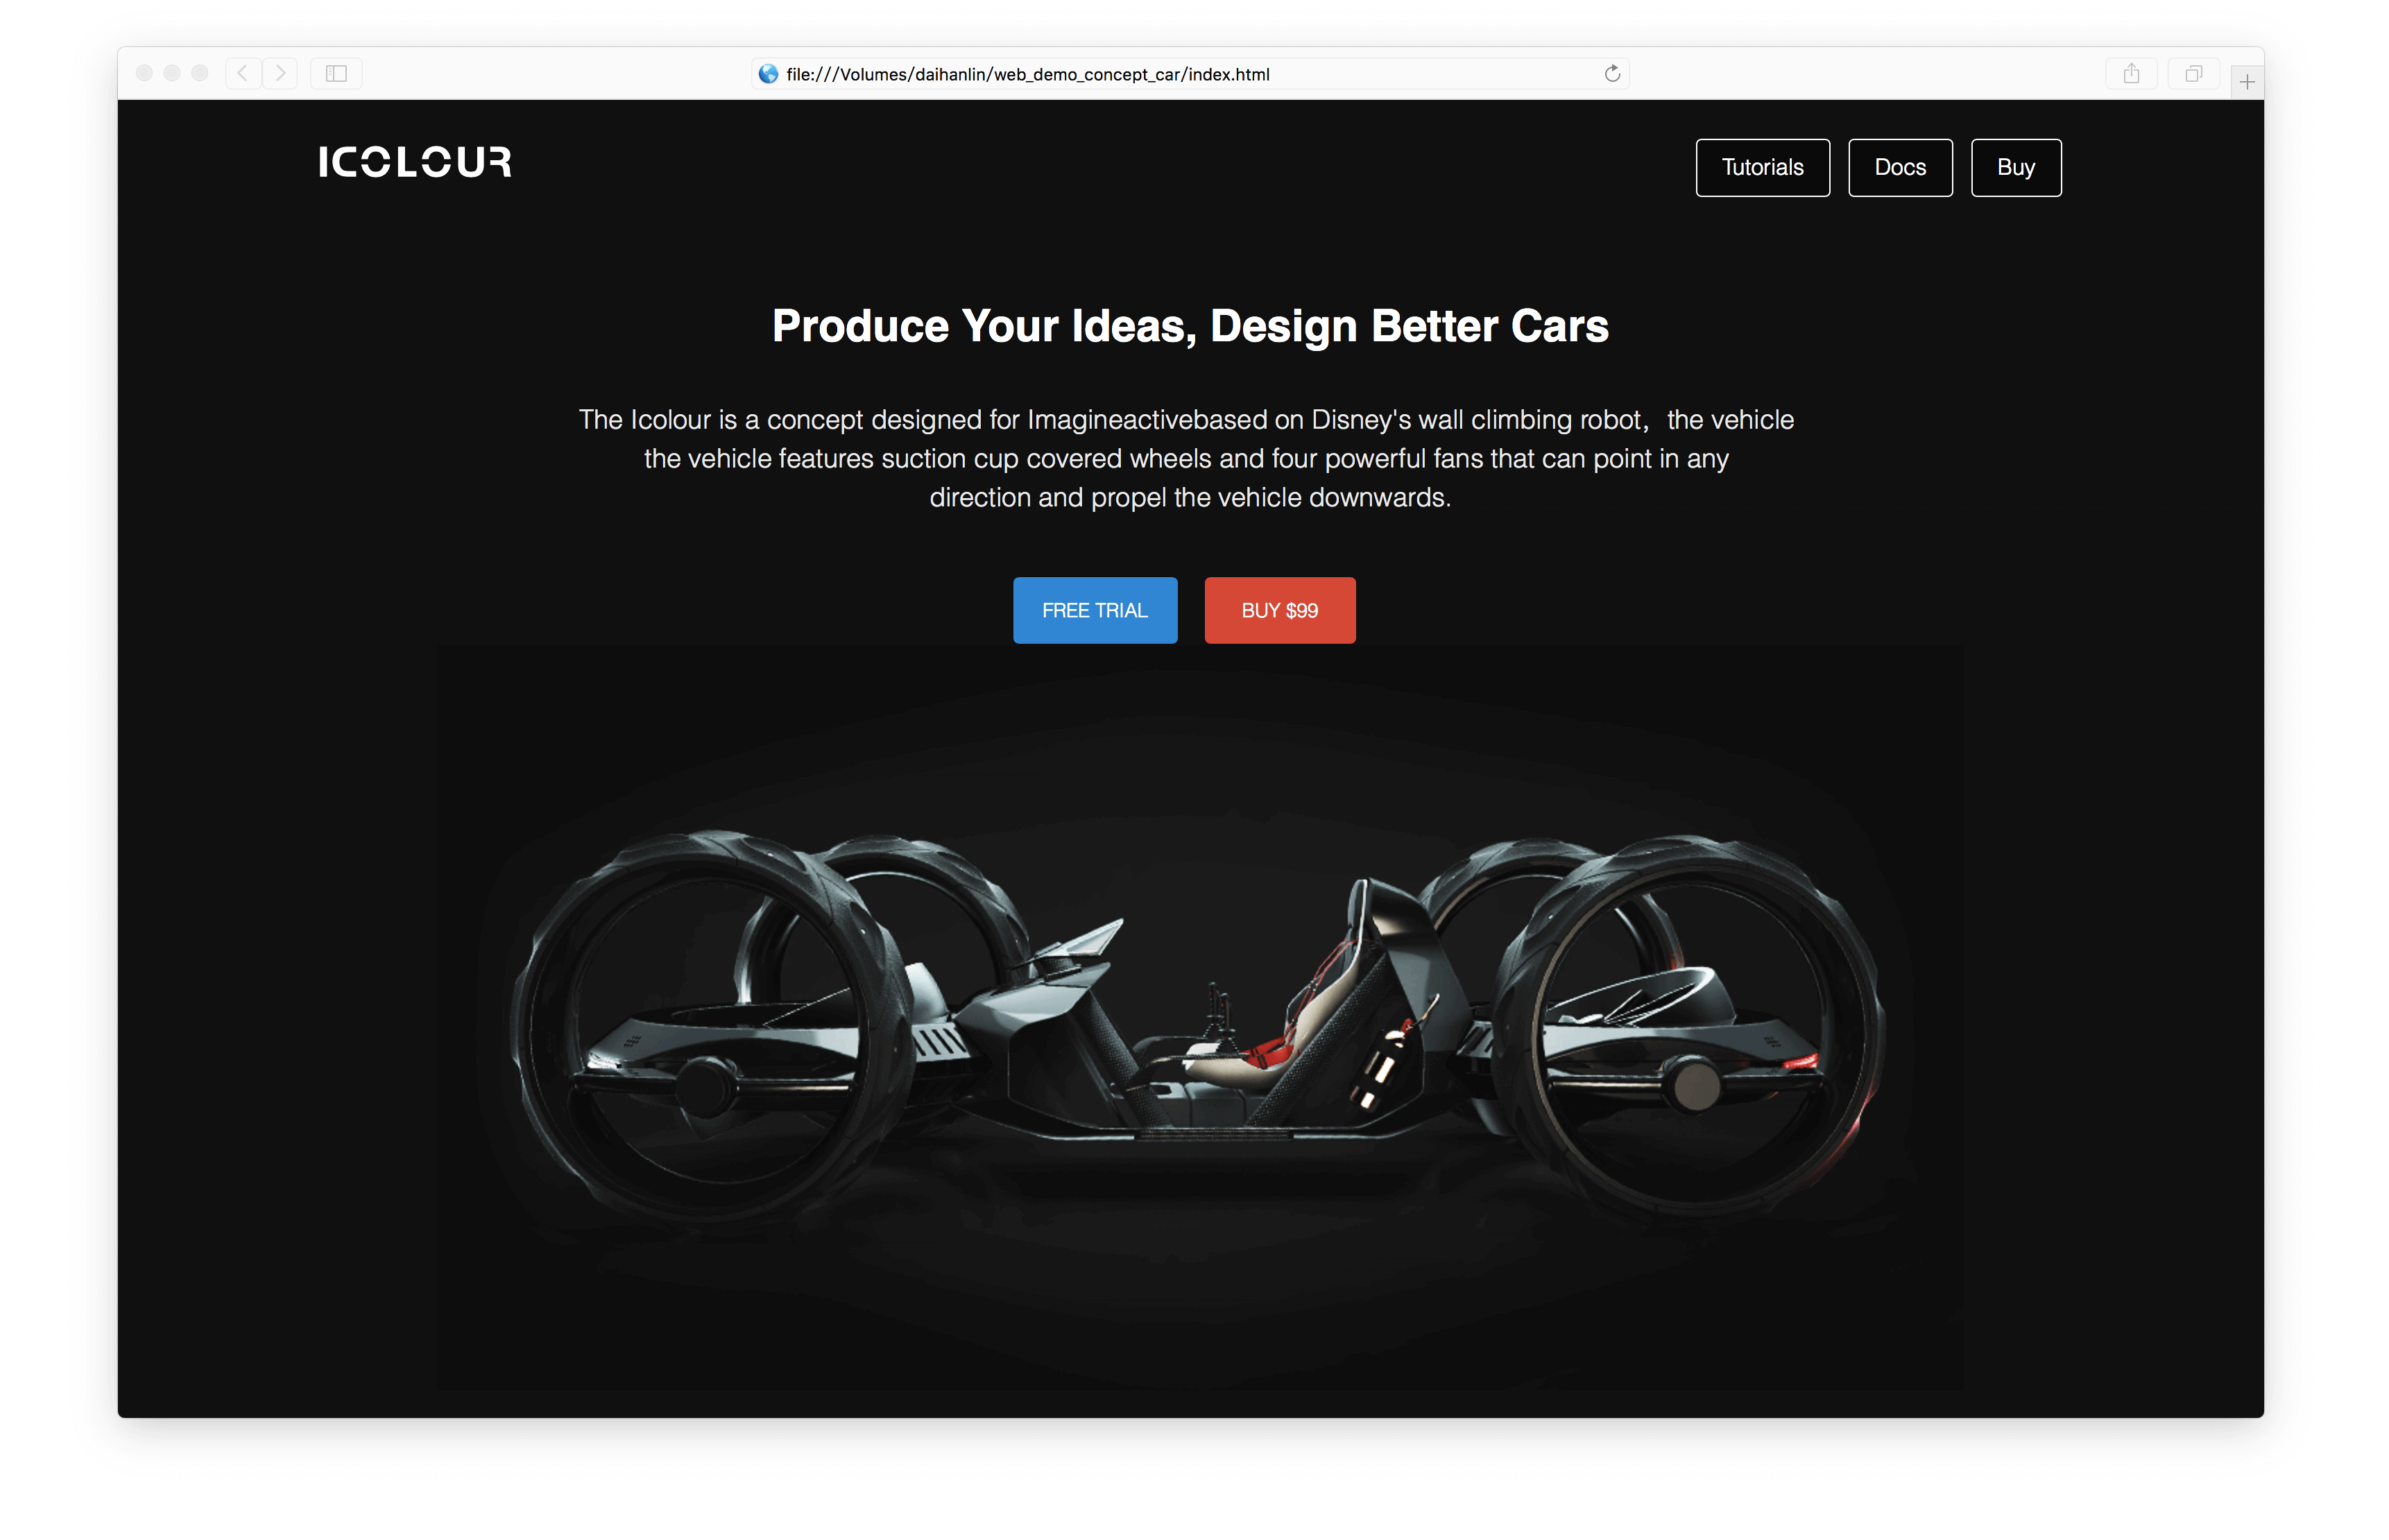 file:///Volumes/daihanlin/web_demo_concept_car/index.html
ICOLOUR
Tutorials
Docs
Buy
Produce Your Ideas, Design Better Cars
The Icolour is a concept designed for Imagineactivebased on Disney's wall climbing robot，the vehicle
the vehicle features suction cup covered wheels and four powerful fans that can point in any
direction and propel the vehicle downwards.
FREE TRIAL
BUY $99